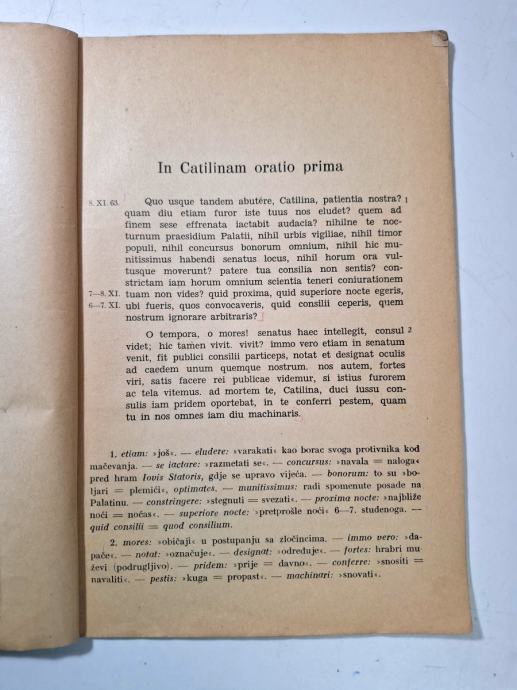 In Catilinam oratio prima
8. XI. 63. Quo usque tandem abutēre, Catilina, patientia nostra? 1
quam diu etiam furor iste tuus nos eludet? quem ad
finem sese effrenata iactabit audacia? nihilne te noc-
turnum praesidium Palatii, nihil urbis vigiliae, nihil timor
populi, nihil concursus bonorum omnium, nihil hic mu-
nitissimus habendi senatus locus, nihil horum ora vul-
tusque moverunt? patere tua consilia non sentis? con-
strictam iam horum omnium scientia teneri coniurationem
7—8. XI. tuam non vides? quid proxima, quid superiore nocte egeris,
6—7. XI. ubi fueris, quos convocaveris, quid consilii ceperis, quem
nostrum ignorare arbitraris?
O tempora, o mores! senatus haec intellegit, consul 2
videt; hic tamen vivit. vivit? immo vero etiam in senatum
venit, fit publici consilii particeps, notat et designat oculis
ad caedem unum quemque nostrum. nos autem, fortes
viri, satis facere rei publicae videmur, si istius furorem
ac tela vitemus. ad mortem te, Catilina, duci iussu con-
sulis iam pridem oportebat, in te conferri pestem, quam
tu in nos omnes iam diu machinaris.
1. etiam: »još«. — eludere: »varakati« kao borac svoga protivnika kod
mačevanja. — se iactare: »razmetati se«. — concursus: »navala = naloga«
pred hram Iovis Statoris, gdje se upravo vijeća. — bonorum: to su »bo-
ljari = plemići«, optimates. — munitissimus: radi spomenute posade na
Palatinu. — constringere: »stegnuti = svezati«. — proxima nocte: »najbliže
noći = noćas«. — superiore nocte: »pretprošle noći« 6—7. studenoga. —
quid consilii = quod consilium.
2. mores: »običaji« u postupanju sa zločincima. — immo vero: »da-
pače«. — notat: »označuje«. — designat: »određuje«. — fortes: hrabri mu-
ževi (podrugljivo). — pridem: »prije = davno«. — conferre: »snositi =
navaliti«. — pestis: »kuga = propast«. — machinari: »snovati«.